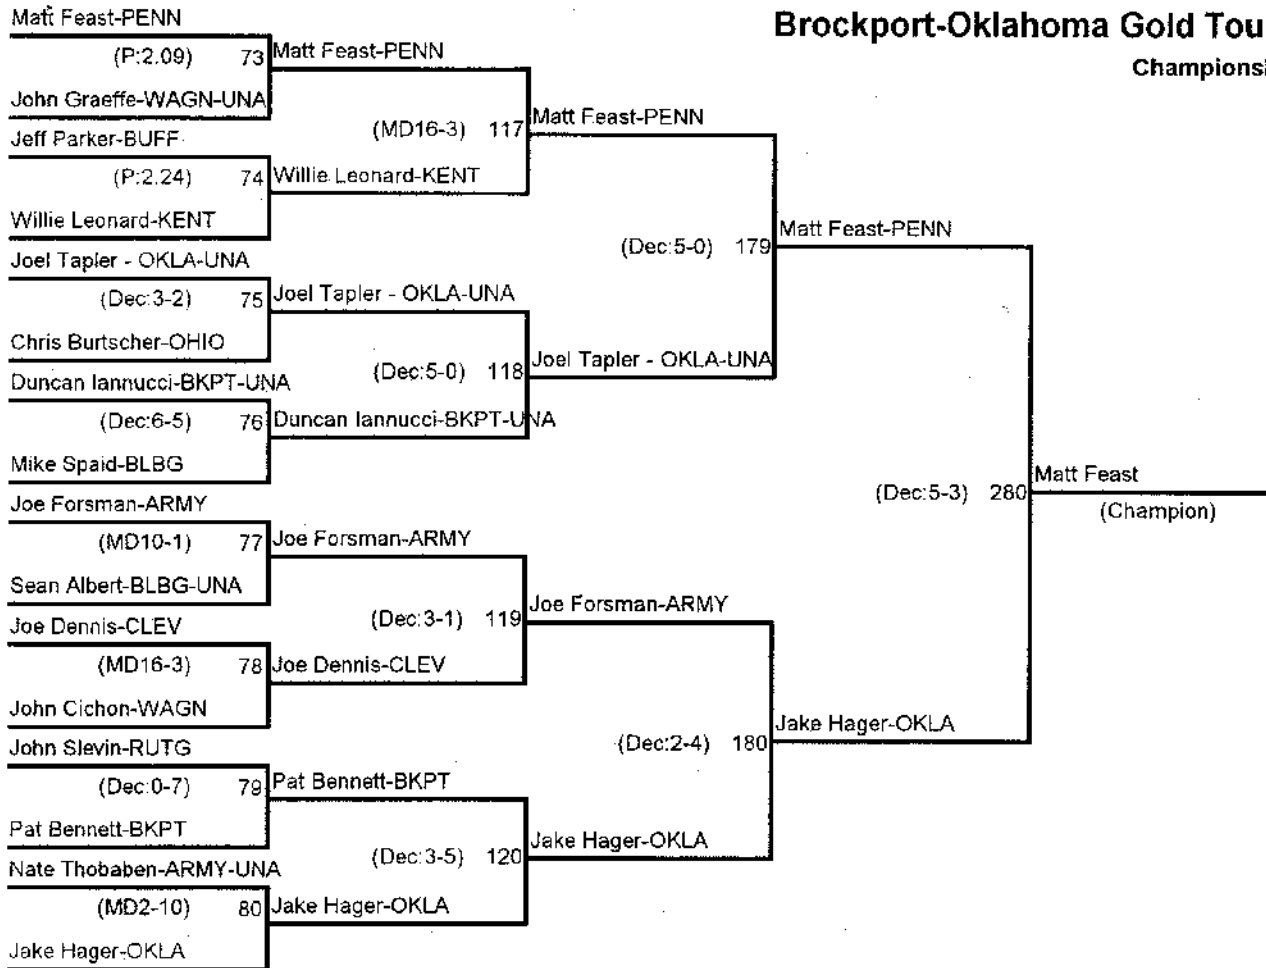 Brockport-Oklahoma Gold Tou
Champions
Matt Feast-PENN
(P:2.09) 73 Matt Feast-PENN
John Graeffe-WAGN-UNA
(MD16-3) 117 Matt Feast-PENN
Jeff Parker-BUFF
(P:2.24) 74 Willie Leonard-KENT
Willie Leonard-KENT
(Dec:5-0) 179 Matt Feast-PENN
Joel Tapler - OKLA-UNA
(Dec:3-2) 75 Joel Tapler - OKLA-UNA
Chris Burtscher-OHIO
(Dec:5-0) 118 Joel Tapler - OKLA-UNA
Duncan Iannucci-BKPT-UNA
(Dec:6-5) 76 Duncan Iannucci-BKPT-UNA
Mike Spaid-BLBG
(Dec:5-3) 280 Matt Feast
(Champion)
Joe Forsman-ARMY
(MD10-1) 77 Joe Forsman-ARMY
Sean Albert-BLBG-UNA
(Dec:3-1) 119 Joe Forsman-ARMY
Joe Dennis-CLEV
(MD16-3) 78 Joe Dennis-CLEV
John Cichon-WAGN
(Dec:2-4) 180 Jake Hager-OKLA
John Slevin-RUTG
(Dec:0-7) 79 Pat Bennett-BKPT
Pat Bennett-BKPT
(Dec:3-5) 120 Jake Hager-OKLA
Nate Thobaben-ARMY-UNA
(MD2-10) 80 Jake Hager-OKLA
Jake Hager-OKLA